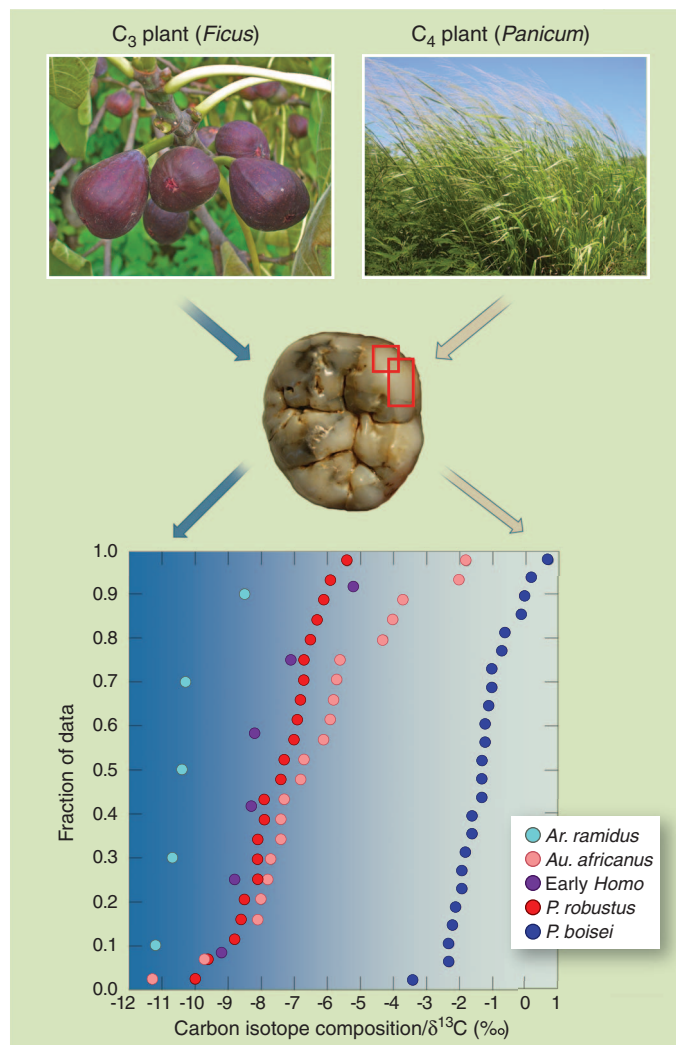 C₃ plant (Ficus)
C₄ plant (Panicum)
1.0
0.9
0.8
0.7
0.6
0.5
0.4
0.3
0.2
0.1
0.0
Fraction of data
-12 -11 -10 -9 -8 -7 -6 -5 -4 -3 -2 -1 0 1
Carbon isotope composition/δ¹³C (‰)
Ar. ramidus
Au. africanus
Early Homo
P. robustus
P. boisei